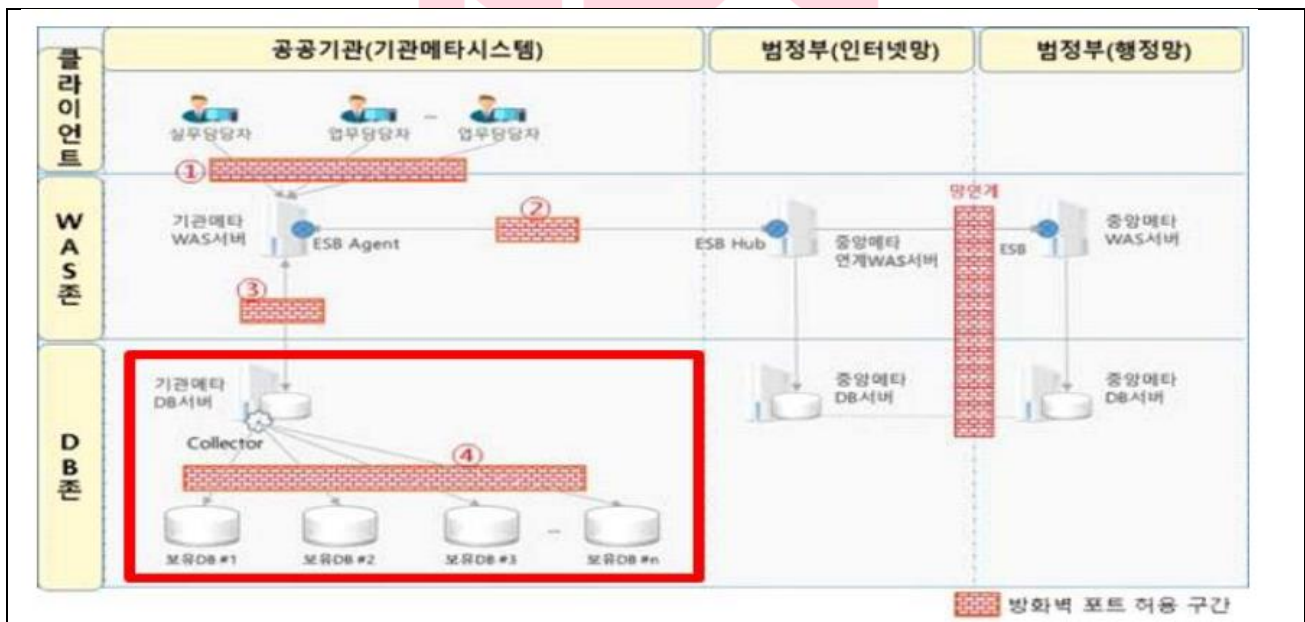 공공기관(기관메타시스템)
범정부(인터넷망)
범정부(행정망)
클라이언트
실무담당자
업무담당자
...
업무담당자
①
WAS존
기관메타
WAS서버
ESB Agent
②
ESB Hub
중앙메타
연계WAS서버
망연계
ESB
중앙메타
WAS서버
③
DB존
기관메타
DB서버
Collector
④
보유DB #1
보유DB #2
보유DB #3
...
보유DB #n
중앙메타
DB서버
중앙메타
DB서버
방화벽 포트 허용 구간